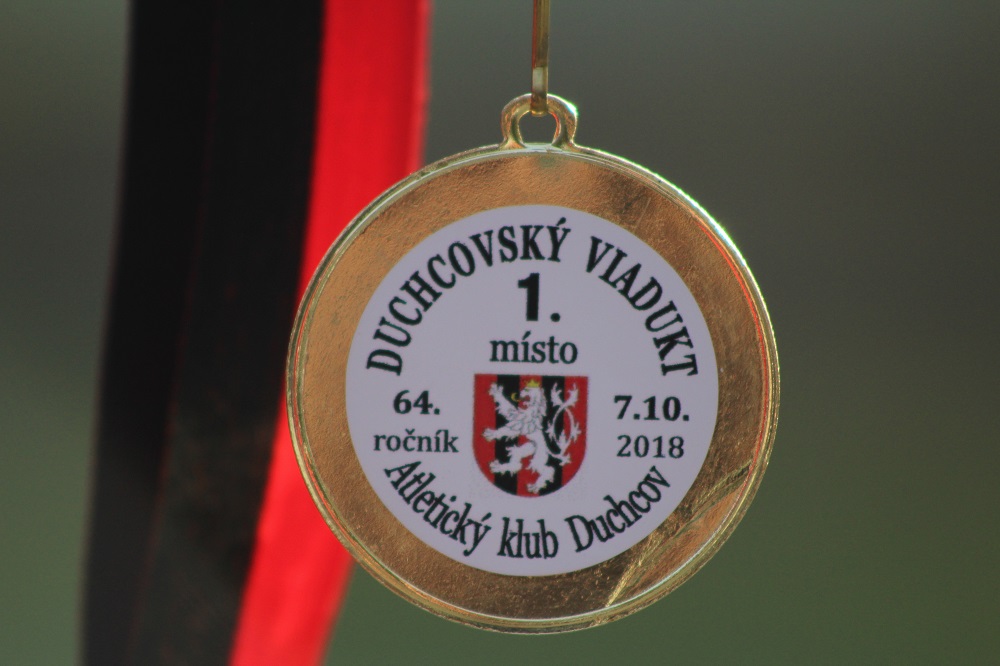 DUCHCOVSKÝ VIADUKT
1.
místo
64.
ročník
7.10.
2018
Atletický klub Duchcov